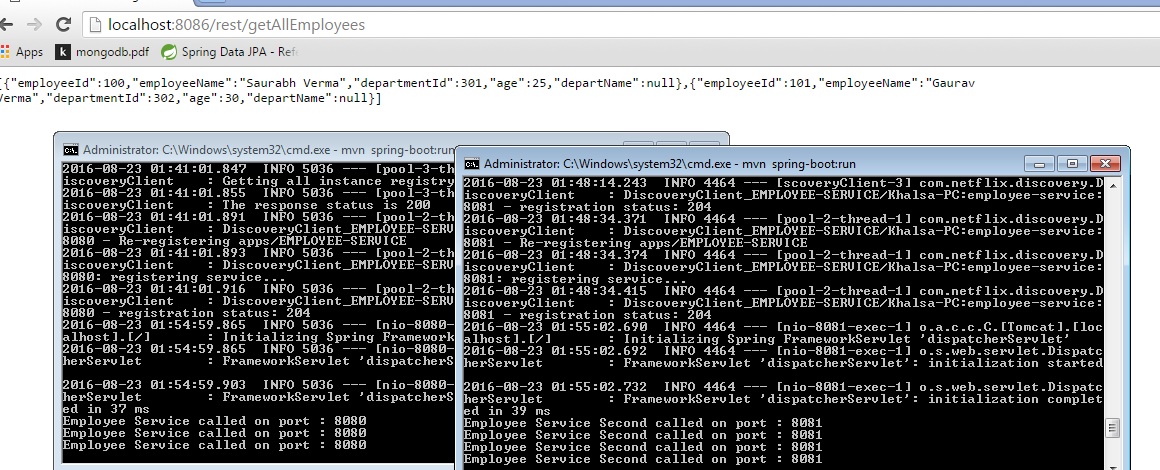 localhost:8086/rest/getAllEmployees
Apps mongodb.pdf Spring Data JPA - Refe
[{"employeeId":100,"employeeName":"Saurabh Verma","departmentId":301,"age":25,"departName":null},{"employeeId":101,"employeeName":"Gaurav
Verma","departmentId":302,"age":30,"departName":null}]
Administrator: C:\Windows\system32\cmd.exe - mvn spring-boot:run
2016-08-23 01:41:01.847 INFO 5036 --- [pool-3-th
iscoveryClient : Getting all instance registry
2016-08-23 01:41:01.855 INFO 5036 --- [pool-3-th
iscoveryClient : The response status is 200
2016-08-23 01:41:01.891 INFO 5036 --- [pool-2-th
iscoveryClient : DiscoveryClient_EMPLOYEE-SERV
8080 - Re-registering apps/EMPLOYEE-SERVICE
2016-08-23 01:41:01.893 INFO 5036 --- [pool-2-th
iscoveryClient : DiscoveryClient_EMPLOYEE-SERV
8080: registering service...
2016-08-23 01:41:01.916 INFO 5036 --- [pool-2-th
iscoveryClient : DiscoveryClient_EMPLOYEE-SERV
8080 - registration status: 204
2016-08-23 01:54:59.865 INFO 5036 --- [nio-8080-
alhost].[/] : Initializing Spring Framework
2016-08-23 01:54:59.865 INFO 5036 --- [nio-8080-
herServlet : FrameworkServlet 'dispatcherS
2016-08-23 01:54:59.903 INFO 5036 --- [nio-8080-
herServlet : FrameworkServlet 'dispatcherS
ed in 37 ms
Employee Service called on port : 8080
Employee Service called on port : 8080
Employee Service called on port : 8080
Administrator: C:\Windows\system32\cmd.exe - mvn spring-boot:run
2016-08-23 01:48:14.243 INFO 4464 --- [scoveryClient-3] com.netflix.discovery.D
iscoveryClient : DiscoveryClient_EMPLOYEE-SERVICE/Khalsa-PC:employee-service:
8081 - registration status: 204
2016-08-23 01:48:34.371 INFO 4464 --- [pool-2-thread-1] com.netflix.discovery.D
iscoveryClient : DiscoveryClient_EMPLOYEE-SERVICE/Khalsa-PC:employee-service:
8081 - Re-registering apps/EMPLOYEE-SERVICE
2016-08-23 01:48:34.374 INFO 4464 --- [pool-2-thread-1] com.netflix.discovery.D
iscoveryClient : DiscoveryClient_EMPLOYEE-SERVICE/Khalsa-PC:employee-service:
8081: registering service...
2016-08-23 01:48:34.415 INFO 4464 --- [pool-2-thread-1] com.netflix.discovery.D
iscoveryClient : DiscoveryClient_EMPLOYEE-SERVICE/Khalsa-PC:employee-service:
8081 - registration status: 204
2016-08-23 01:55:02.690 INFO 4464 --- [nio-8081-exec-1] o.a.c.c.C.[Tomcat].[loc
alhost].[/] : Initializing Spring FrameworkServlet 'dispatcherServlet'
2016-08-23 01:55:02.692 INFO 4464 --- [nio-8081-exec-1] o.s.web.servlet.Dispatc
herServlet : FrameworkServlet 'dispatcherServlet': initialization started
2016-08-23 01:55:02.732 INFO 4464 --- [nio-8081-exec-1] o.s.web.servlet.Dispatc
herServlet : FrameworkServlet 'dispatcherServlet': initialization complet
ed in 39 ms
Employee Service Second called on port : 8081
Employee Service Second called on port : 8081
Employee Service Second called on port : 8081
Employee Service Second called on port : 8081